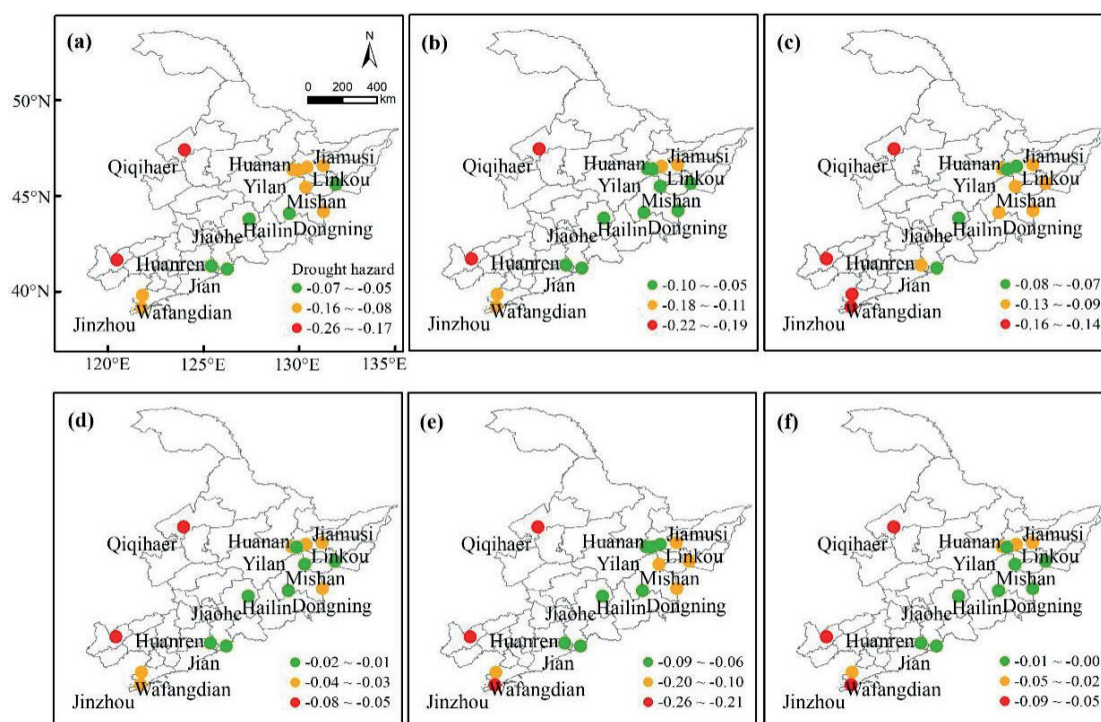 (a)
N
0 200 400
km
50°N
45°N
40°N
Qiqihaer
Huanan
Jiamusi
Yilan
Linkou
Mishan
Jiaohe
Hailin
Dongning
Huanren
Jian
Jinzhou
Wafangdian
Drought hazard
-0.07 ~ -0.05
-0.16 ~ -0.08
-0.26 ~ -0.17
120°E 125°E 130°E 135°E
(b)
Qiqihaer
Huanan
Jiamusi
Yilan
Linkou
Mishan
Jiaohe
Hailin
Dongning
Huanren
Jian
Jinzhou
Wafangdian
-0.10 ~ -0.05
-0.18 ~ -0.11
-0.22 ~ -0.19
(c)
Qiqihaer
Huanan
Jiamusi
Yilan
Linkou
Mishan
Jiaohe
Hailin
Dongning
Huanren
Jian
Jinzhou
Wafangdian
-0.08 ~ -0.07
-0.13 ~ -0.09
-0.16 ~ -0.14
(d)
Qiqihaer
Huanan
Jiamusi
Yilan
Linkou
Mishan
Jiaohe
Hailin
Dongning
Huanren
Jian
Jinzhou
Wafangdian
-0.02 ~ -0.01
-0.04 ~ -0.03
-0.08 ~ -0.05
(e)
Qiqihaer
Huanan
Jiamusi
Yilan
Linkou
Mishan
Jiaohe
Hailin
Dongning
Huanren
Jian
Jinzhou
Wafangdian
-0.09 ~ -0.06
-0.20 ~ -0.10
-0.26 ~ -0.21
(f)
Qiqihaer
Huanan
Jiamusi
Yilan
Linkou
Mishan
Jiaohe
Hailin
Dongning
Huanren
Jian
Jinzhou
Wafangdian
-0.01 ~ -0.00
-0.05 ~ -0.02
-0.09 ~ -0.05